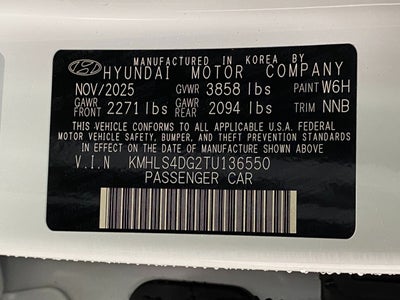 MANUFACTURED IN KOREA BY
HYUNDAI MOTOR COMPANY
NOV/2025 GVWR 3858 lbs PAINT W6H
GAWR FRONT 2271 lbs GAWR REAR 2094 lbs TRIM NNB
THIS VEHICLE CONFORMS TO ALL APPLICABLE U.S.A. FEDERAL
MOTOR VEHICLE SAFETY, BUMPER, AND THEFT PREVENTION
STANDARDS IN EFFECT ON THE DATE OF MANUFACTURE SHOWN ABOVE.
V.I.N KMHLS4DG2TU136550
PASSENGER CAR